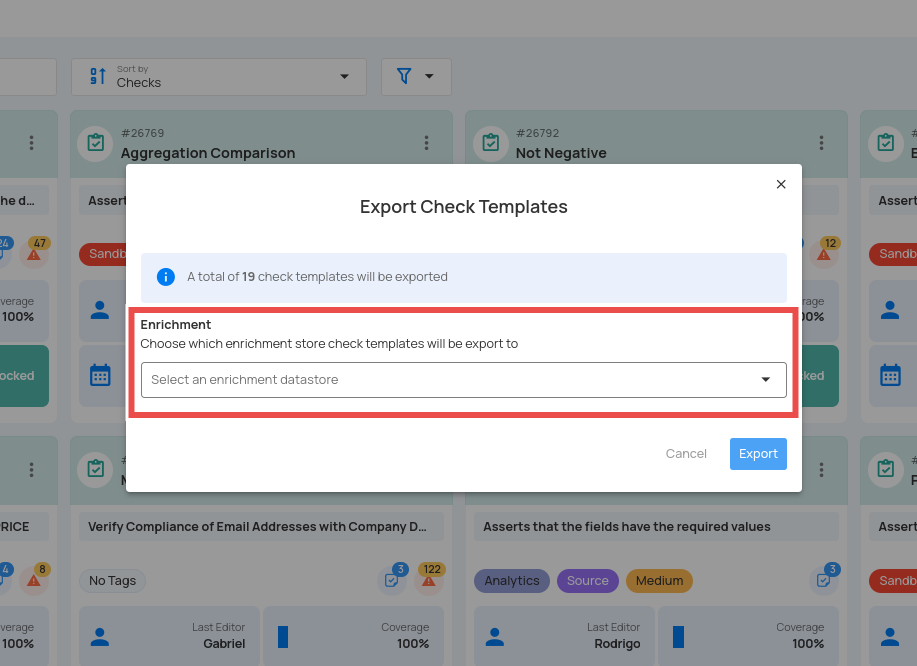 Sort by
Checks
#26769
Aggregation Comparison
#26792
Not Negative
he d...
Assert
24
47
12
Sandb
Sandb
verage
100%
rage
00%
ocked
ked
Export Check Templates
A total of 19 check templates will be exported
Enrichment
Choose which enrichment store check templates will be export to
Select an enrichment datastore
Cancel
Export
RICE
Verify Compliance of Email Addresses with Company D...
Asserts that the fields have the required values
Assert
4
8
No Tags
3
122
Analytics
Source
Medium
3
Sandb
verage
100%
Last Editor
Gabriel
Coverage
100%
Last Editor
Rodrigo
Coverage
100%